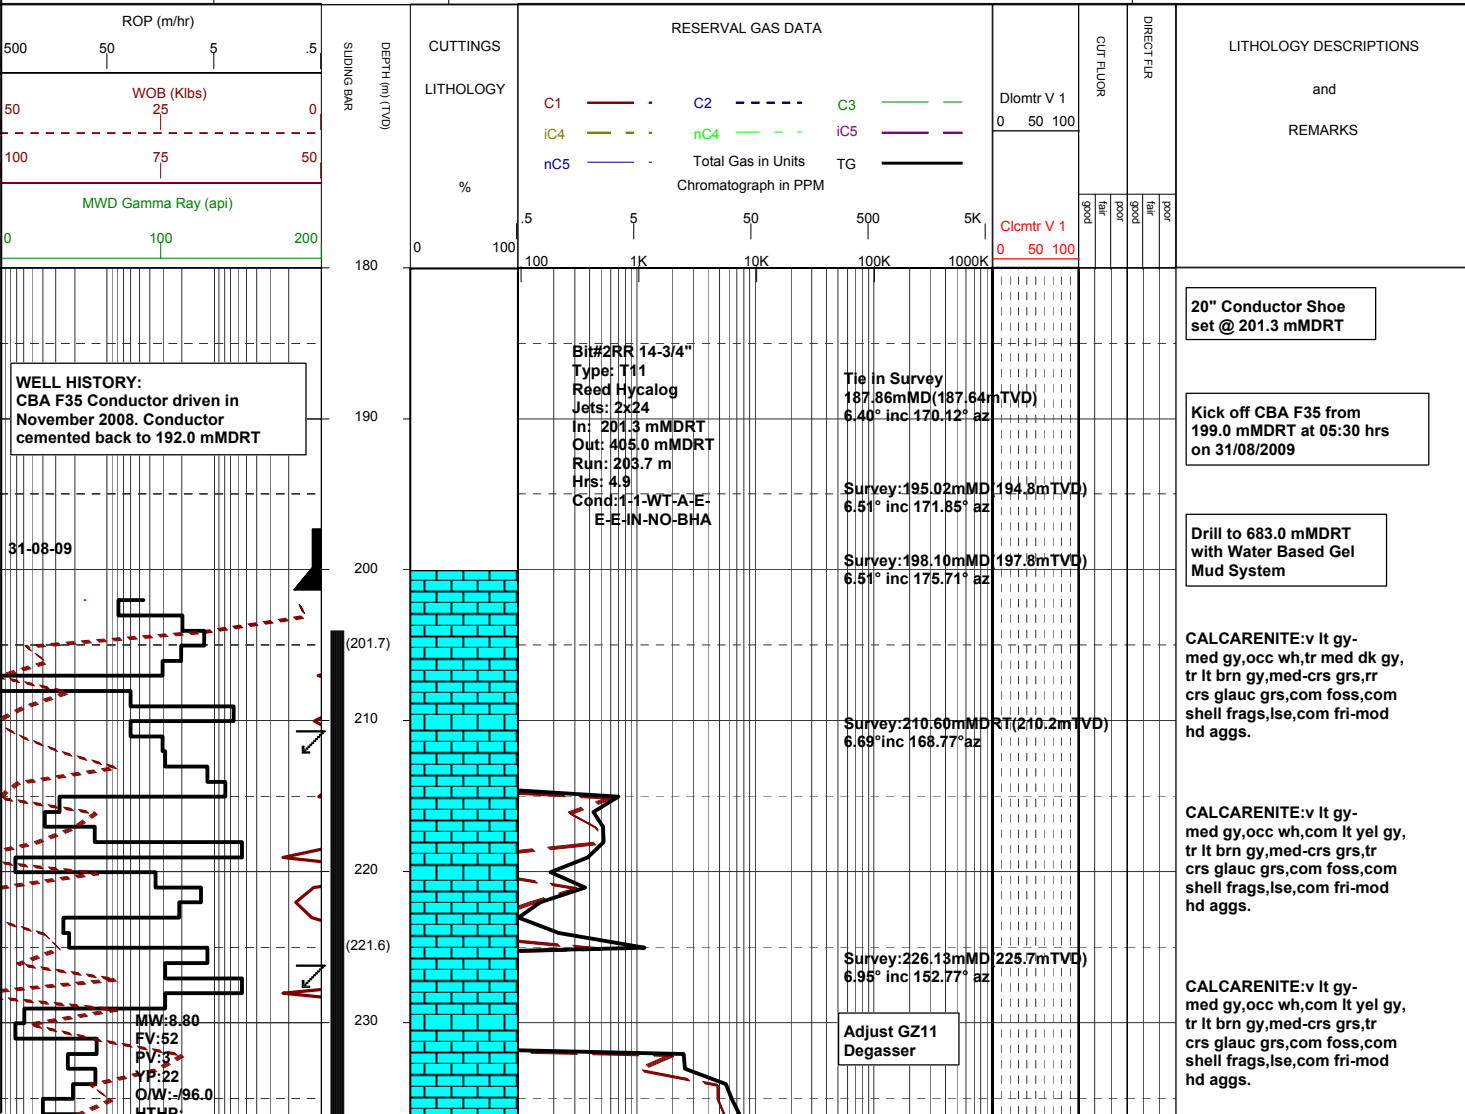 ROP (m/hr)
500 50 5 .5
WOB (Klbs)
50 25 0
100 75 50
MWD Gamma Ray (api)
0 100 200
SLIDING BAR
DEPTH (m) (TVD)
CUTTINGS
LITHOLOGY
%
0 100
RESERVAL GAS DATA
C1 C2 C3
iC4 nC4 iC5
nC5 Total Gas in Units TG
Chromatograph in PPM
.5 5 50 500 5K
100 1K 10K 100K 1000K
Dlomtr V 1
0 50 100
Clcmtr V 1
0 50 100
CUT FLUOR
DIRECT FLR
good fair poor good fair poor
LITHOLOGY DESCRIPTIONS
and
REMARKS
180
190
200
(201.7)
210
220
(221.6)
230
WELL HISTORY:
CBA F35 Conductor driven in
November 2008. Conductor
cemented back to 192.0 mMDRT
31-08-09
MW:8.80
FV:52
PV:3
YP:22
O/W:-/96.0
HTHP:
Bit#2RR 14-3/4"
Type: T11
Reed Hycalog
Jets: 2x24
In: 201.3 mMDRT
Out: 405.0 mMDRT
Run: 203.7 m
Hrs: 4.9
Cond:1-1-WT-A-E-
E-E-IN-NO-BHA
Tie in Survey
187.86mMD(187.64mTVD)
6.40° inc 170.12° az
Survey:195.02mMD(194.8mTVD)
6.51° inc 171.85° az
Survey:198.10mMD(197.8mTVD)
6.51° inc 175.71° az
Survey:210.60mMDRT(210.2mTVD)
6.69°inc 168.77°az
Survey:226.13mMD(225.7mTVD)
6.95° inc 152.77° az
Adjust GZ11
Degasser
20" Conductor Shoe
set @ 201.3 mMDRT
Kick off CBA F35 from
199.0 mMDRT at 05:30 hrs
on 31/08/2009
Drill to 683.0 mMDRT
with Water Based Gel
Mud System
CALCARENITE:v lt gy-
med gy,occ wh,tr med dk gy,
tr lt brn gy,med-crs grs,rr
crs glauc grs,com foss,com
shell frags,lse,com fri-mod
hd aggs.
CALCARENITE:v lt gy-
med gy,occ wh,com lt yel gy,
tr lt brn gy,med-crs grs,tr
crs glauc grs,com foss,com
shell frags,lse,com fri-mod
hd aggs.
CALCARENITE:v lt gy-
med gy,occ wh,com lt yel gy,
tr lt brn gy,med-crs grs,tr
crs glauc grs,com foss,com
shell frags,lse,com fri-mod
hd aggs.